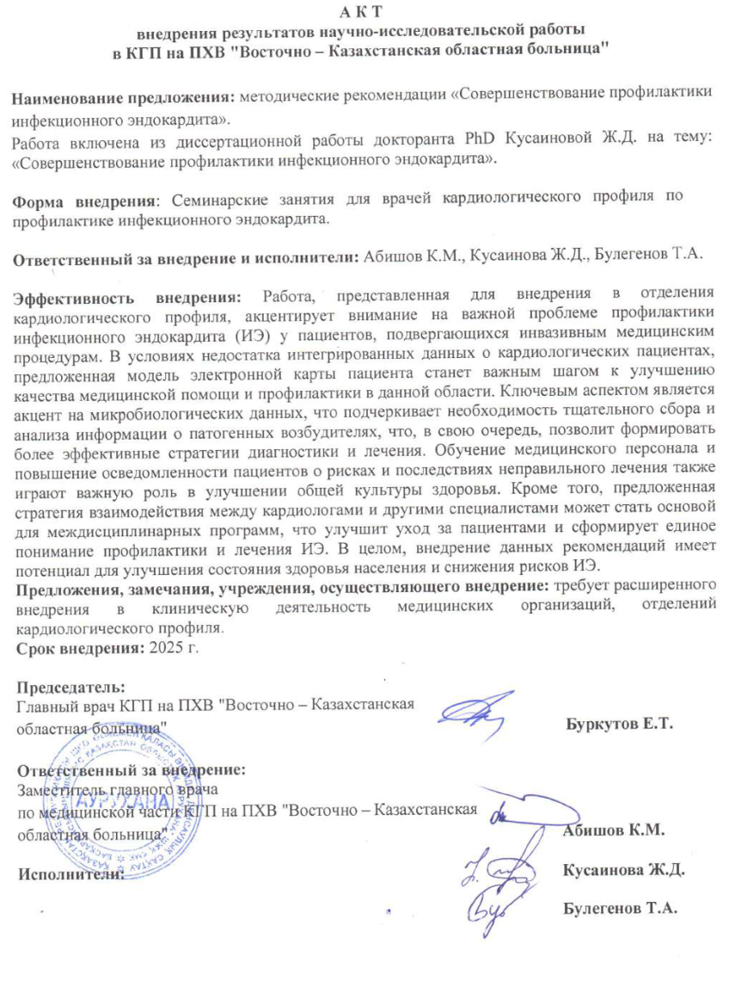 А К Т
внедрения результатов научно-исследовательской работы
в КГП на ПХВ "Восточно – Казахстанская областная больница"
Наименование предложения: методические рекомендации «Совершенствование профилактики
инфекционного эндокардита».
Работа включена из диссертационной работы докторанта PhD Кусаиновой Ж.Д. на тему:
«Совершенствование профилактики инфекционного эндокардита».
Форма внедрения: Семинарские занятия для врачей кардиологического профиля по
профилактике инфекционного эндокардита.
Ответственный за внедрение и исполнители: Абишов К.М., Кусаинова Ж.Д., Булегенов Т.А.
Эффективность внедрения: Работа, представленная для внедрения в отделения
кардиологического профиля, акцентирует внимание на важной проблеме профилактики
инфекционного эндокардита (ИЭ) у пациентов, подвергающихся инвазивным медицинским
процедурам. В условиях недостатка интегрированных данных о кардиологических пациентах,
предложенная модель электронной карты пациента станет важным шагом к улучшению
качества медицинской помощи и профилактики в данной области. Ключевым аспектом является
акцент на микробиологических данных, что подчеркивает необходимость тщательного сбора и
анализа информации о патогенных возбудителях, что, в свою очередь, позволит формировать
более эффективные стратегии диагностики и лечения. Обучение медицинского персонала и
повышение осведомленности пациентов о рисках и последствиях неправильного лечения также
играют важную роль в улучшении общей культуры здоровья. Кроме того, предложенная
стратегия взаимодействия между кардиологами и другими специалистами может стать основой
для междисциплинарных программ, что улучшит уход за пациентами и сформирует единое
понимание профилактики и лечения ИЭ. В целом, внедрение данных рекомендаций имеет
потенциал для улучшения состояния здоровья населения и снижения рисков ИЭ.
Предложения, замечания, учреждения, осуществляющего внедрение: требует расширенного
внедрения в клиническую деятельность медицинских организаций, отделений
кардиологического профиля.
Срок внедрения: 2025 г.
Председатель:
Главный врач КГП на ПХВ "Восточно – Казахстанская
областная больница"
Буркутов Е.Т.
Ответственный за внедрение:
Заместитель главного врача
по медицинской части КГП на ПХВ "Восточно – Казахстанская
областная больница"
Абишов К.М.
АУРУХАНА
Исполнители:
Кусаинова Ж.Д.
Булегенов Т.А.